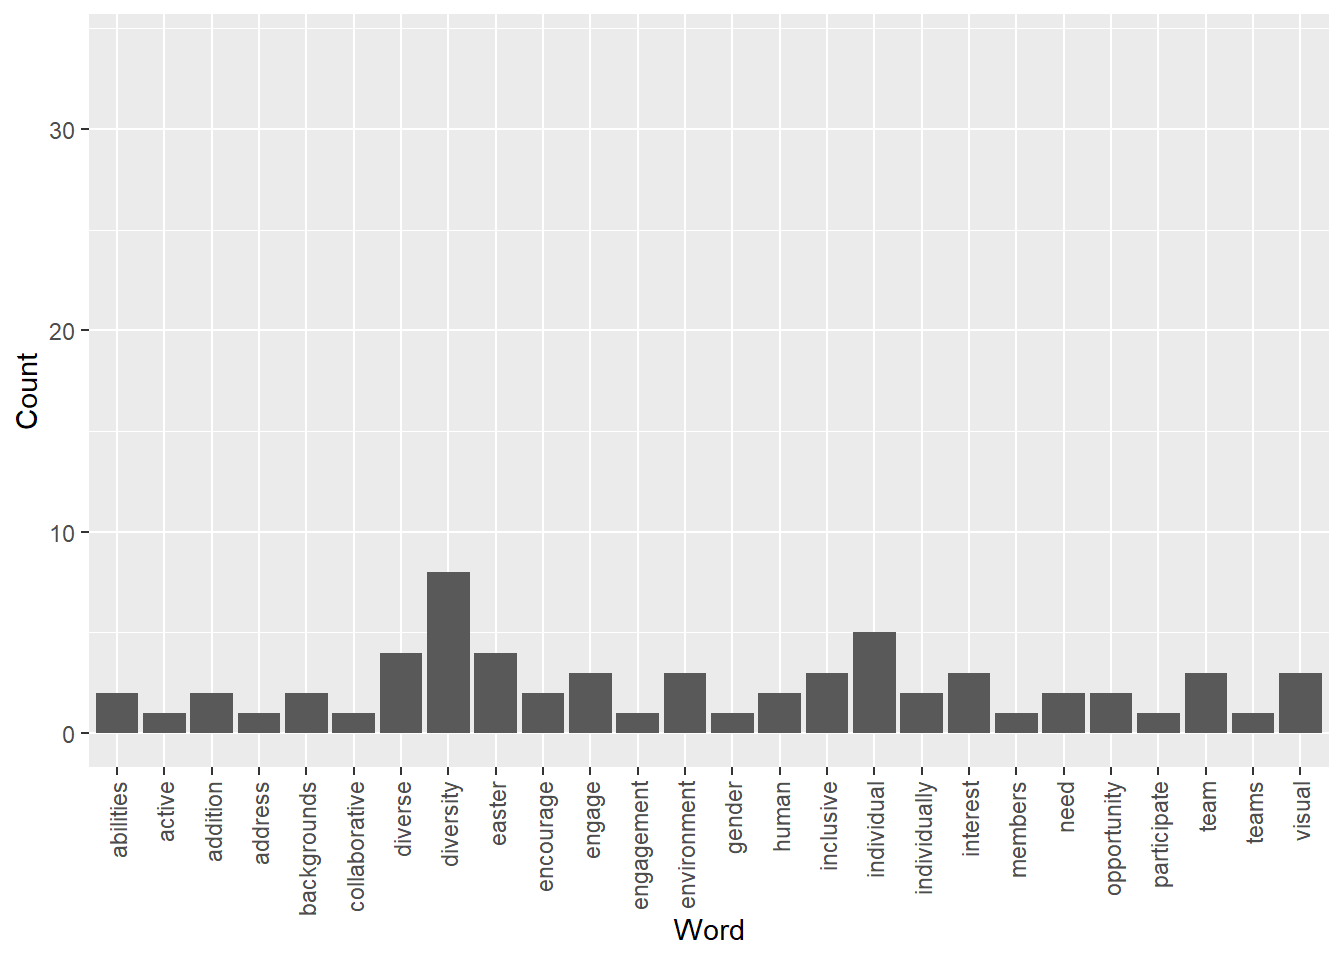 30
20
10
0
Count
abilities
active
addition
address
backgrounds
collaborative
diverse
diversity
easter
encourage
engage
engagement
environment
gender
human
inclusive
individual
individually
interest
members
need
opportunity
participate
team
teams
visual
Word